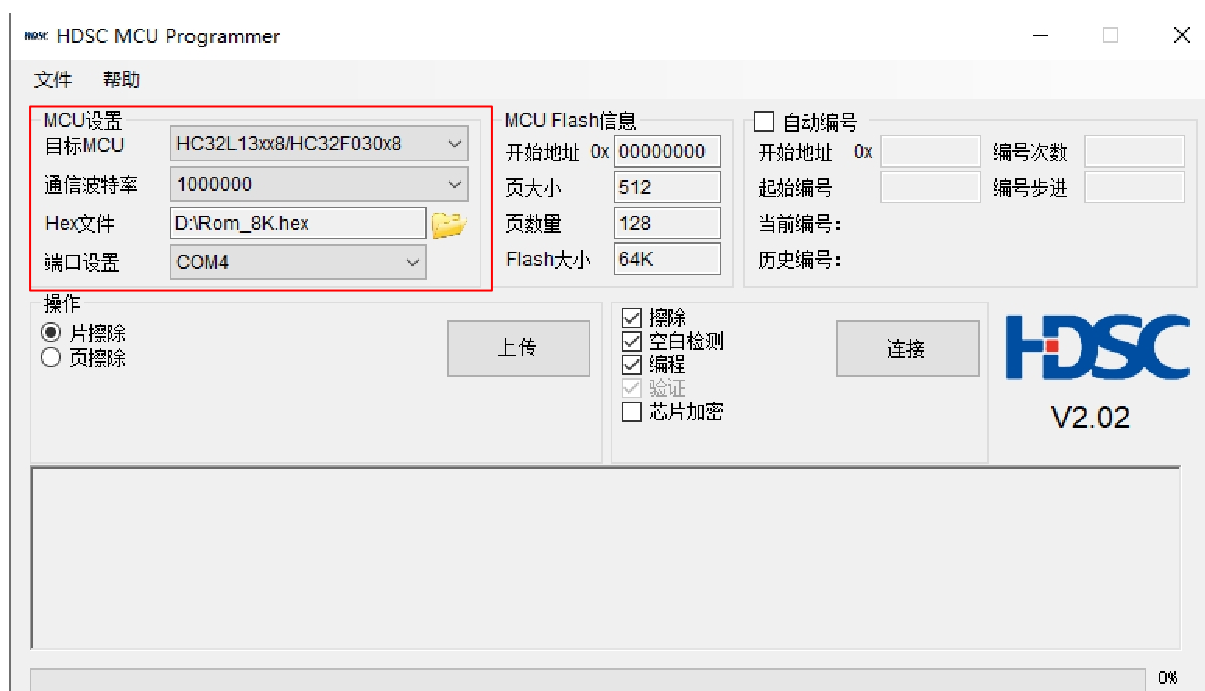 HDSC HDSC MCU Programmer
文件 帮助
MCU设置
目标MCU HC32L13xx8/HC32F030x8
通信波特率 1000000
Hex文件 D:\Rom_8K.hex
端口设置 COM4
MCU Flash信息
开始地址 0x 00000000
页大小 512
页数量 128
Flash大小 64K
自动编号
开始地址 0x 编号次数
起始编号 编号步进
当前编号:
历史编号:
操作
片擦除
页擦除
上传
擦除
空白检测
编程
验证
芯片加密
连接
HDSC
V2.02
0%